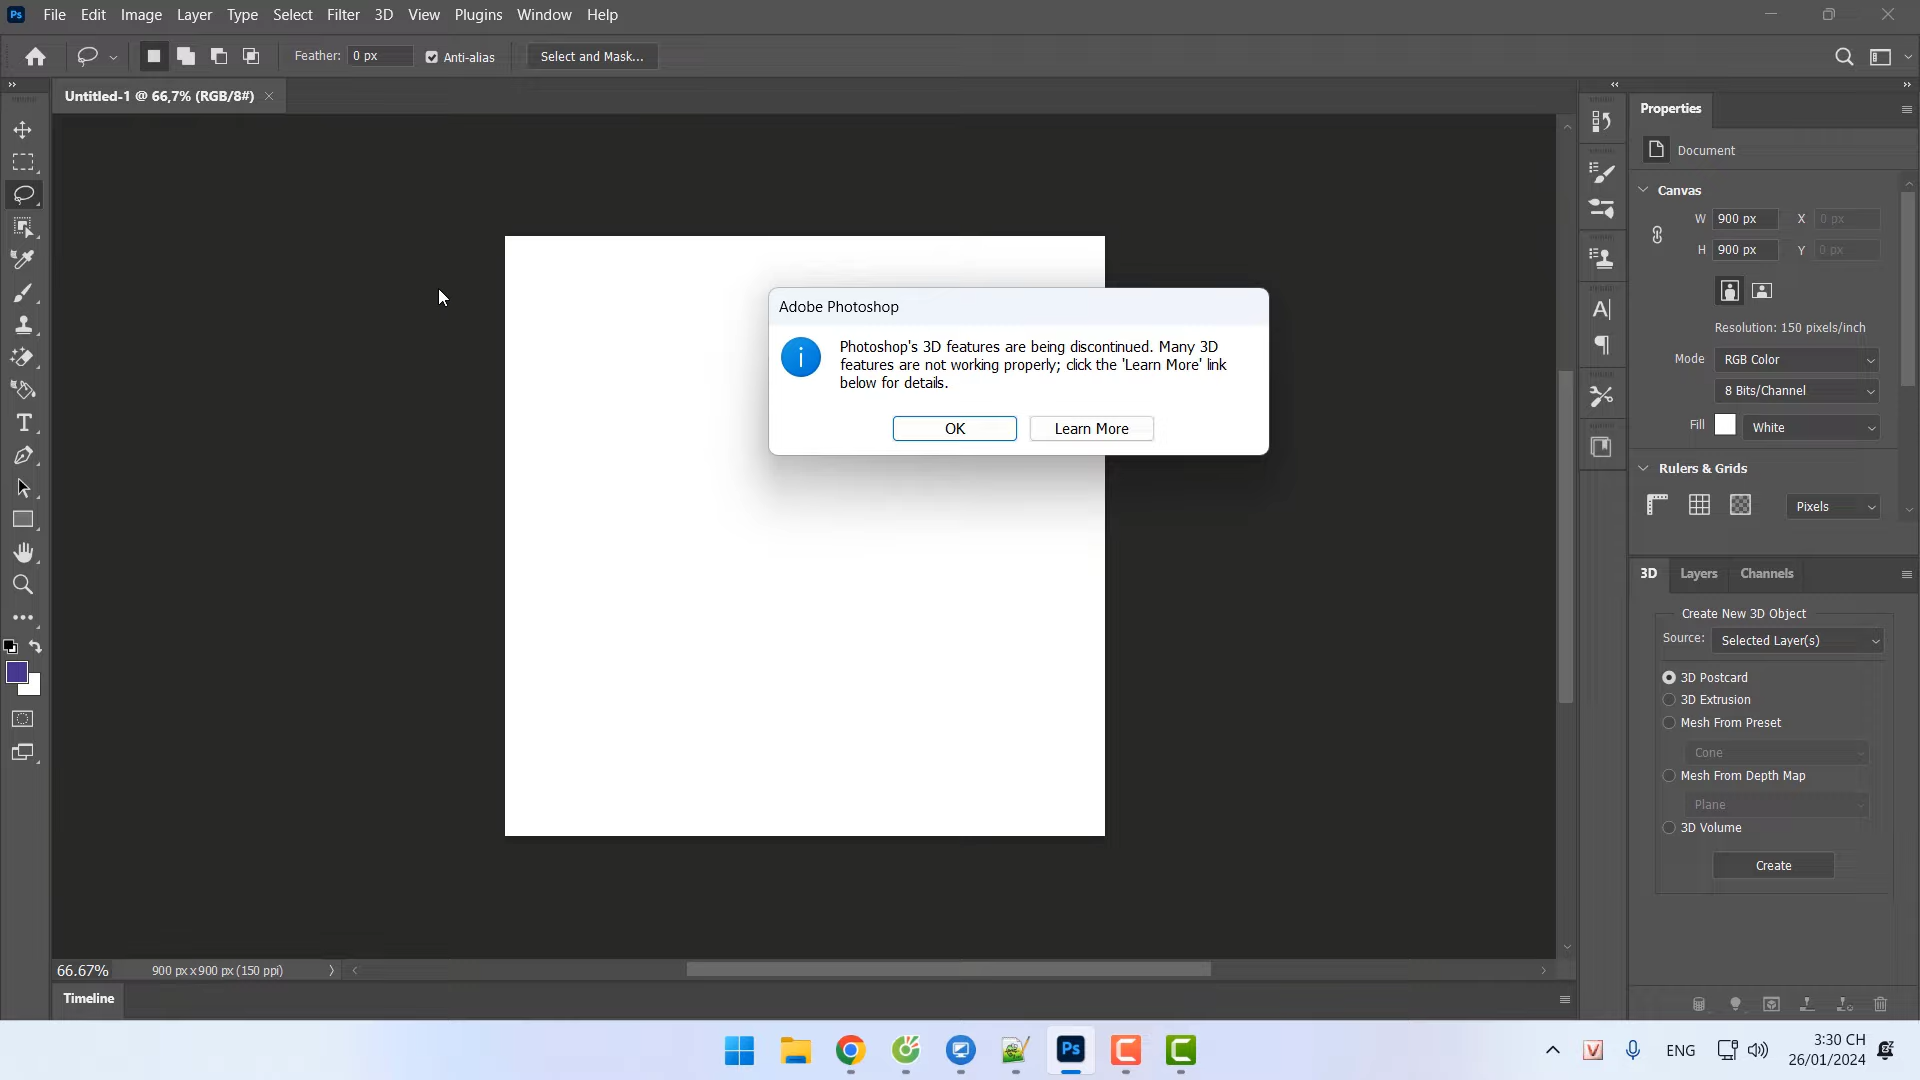 Ps File Edit Image Layer Type Select Filter 3D View Plugins Window Help
Feather: 0 px Anti-alias Select and Mask...
Untitled-1 @ 66,7% (RGB/8#)
Adobe Photoshop
Photoshop's 3D features are being discontinued. Many 3D
features are not working properly; click the 'Learn More' link
below for details.
OK Learn More
Properties
Document
Canvas
W 900 px X 0 px
H 900 px Y 0 px
Resolution: 150 pixels/inch
Mode RGB Color
8 Bits/Channel
Fill White
Rulers & Grids
Pixels
3D Layers Channels
Create New 3D Object
Source: Selected Layer(s)
3D Postcard
3D Extrusion
Mesh From Preset
Cone
Mesh From Depth Map
Plane
3D Volume
Create
66.67% 900 px x 900 px (150 ppi)
Timeline
Ps
ENG
3:30 CH
26/01/2024